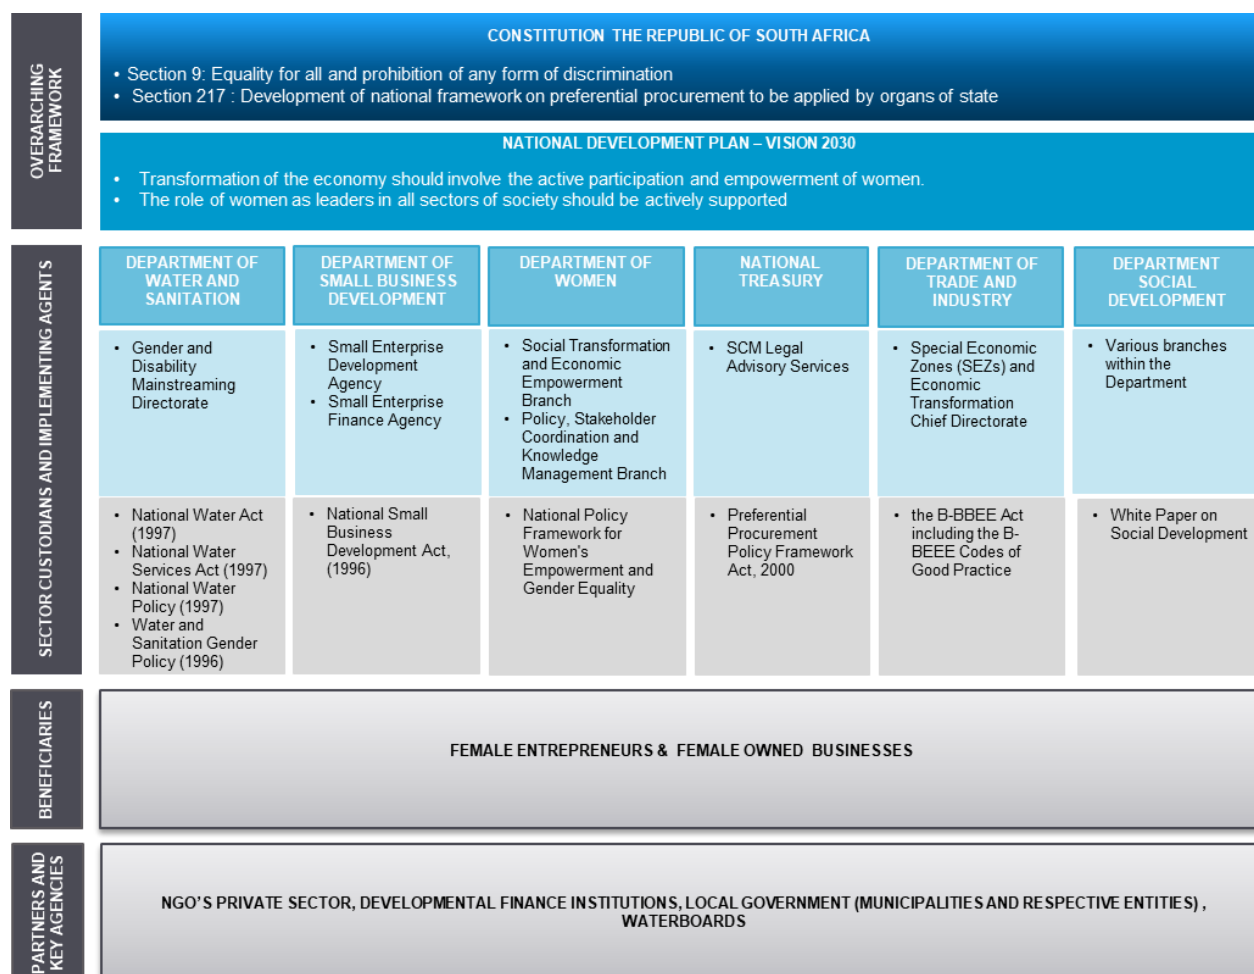 OVERARCHING
FRAMEWORK
CONSTITUTION THE REPUBLIC OF SOUTH AFRICA
• Section 9: Equality for all and prohibition of any form of discrimination
• Section 217 : Development of national framework on preferential procurement to be applied by organs of state
NATIONAL DEVELOPMENT PLAN – VISION 2030
• Transformation of the economy should involve the active participation and empowerment of women.
• The role of women as leaders in all sectors of society should be actively supported
SECTOR CUSTODIANS AND IMPLEMENTING AGENTS
DEPARTMENT OF
WATER AND
SANITATION
• Gender and
Disability
Mainstreaming
Directorate
• National Water Act
(1997)
• National Water
Services Act (1997)
• National Water
Policy (1997)
• Water and
Sanitation Gender
Policy (1996)
DEPARTMENT OF
SMALL BUSINESS
DEVELOPMENT
• Small Enterprise
Development
Agency
• Small Enterprise
Finance Agency
• National Small
Business
Development Act,
(1996)
DEPARTMENT OF
WOMEN
• Social Transformation
and Economic
Empowerment
Branch
• Policy, Stakeholder
Coordination and
Knowledge
Management Branch
• National Policy
Framework for
Women's
Empowerment and
Gender Equality
NATIONAL
TREASURY
• SCM Legal
Advisory Services
• Preferential
Procurement
Policy Framework
Act, 2000
DEPARTMENT OF
TRADE AND
INDUSTRY
• Special Economic
Zones (SEZs) and
Economic
Transformation
Chief Directorate
• the B-BBEE Act
including the B-
BEEE Codes of
Good Practice
DEPARTMENT
SOCIAL
DEVELOPMENT
• Various branches
within the
Department
• White Paper on
Social Development
BENEFICIARIES
FEMALE ENTREPRENEURS & FEMALE OWNED BUSINESSES
PARTNERS AND
KEY AGENCIES
NGO'S PRIVATE SECTOR, DEVELOPMENTAL FINANCE INSTITUTIONS, LOCAL GOVERNMENT (MUNICIPALITIES AND RESPECTIVE ENTITIES) ,
WATERBOARDS